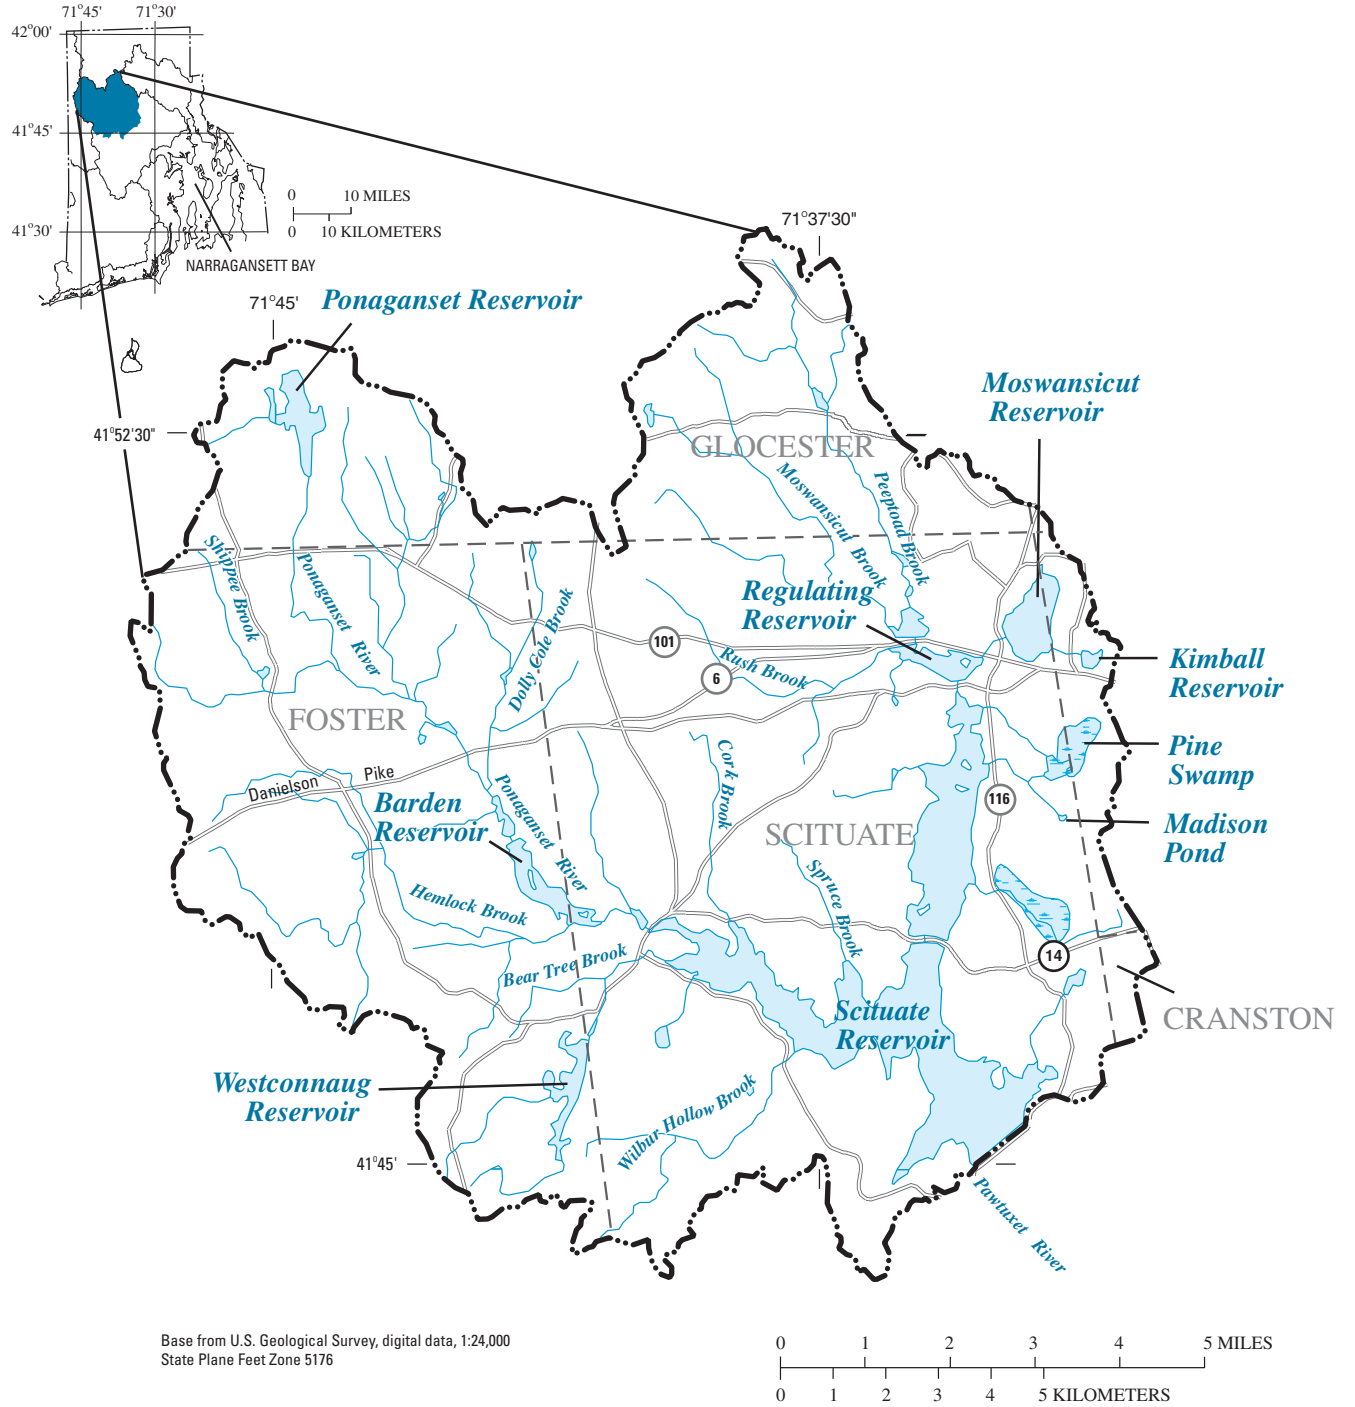 71°45' 71°30'
42°00'
41°45'
41°30'
0 10 MILES
0 10 KILOMETERS
NARRAGANSETT BAY
71°37'30"
71°45'
Ponaganset Reservoir
41°52'30"
Moswansicut
Reservoir
GLOCESTER
Moswansicut Brook
Peeptoad Brook
Shippee Brook
Ponaganset River
Dolly Cole Brook
Regulating
Reservoir
101
6
Rush Brook
Kimball
Reservoir
FOSTER
Pine
Swamp
Danielson Pike
Cork Brook
Ponaganset River
116
Barden
Reservoir
SCITUATE
Madison
Pond
Hemlock Brook
Spruce Brook
Bear Tree Brook
14
Scituate
Reservoir
CRANSTON
Westconnaug
Reservoir
Wilbur Hollow Brook
41°45'
Pawtuxet River
Base from U.S. Geological Survey, digital data, 1:24,000
State Plane Feet Zone 5176
0 1 2 3 4 5 MILES
0 1 2 3 4 5 KILOMETERS